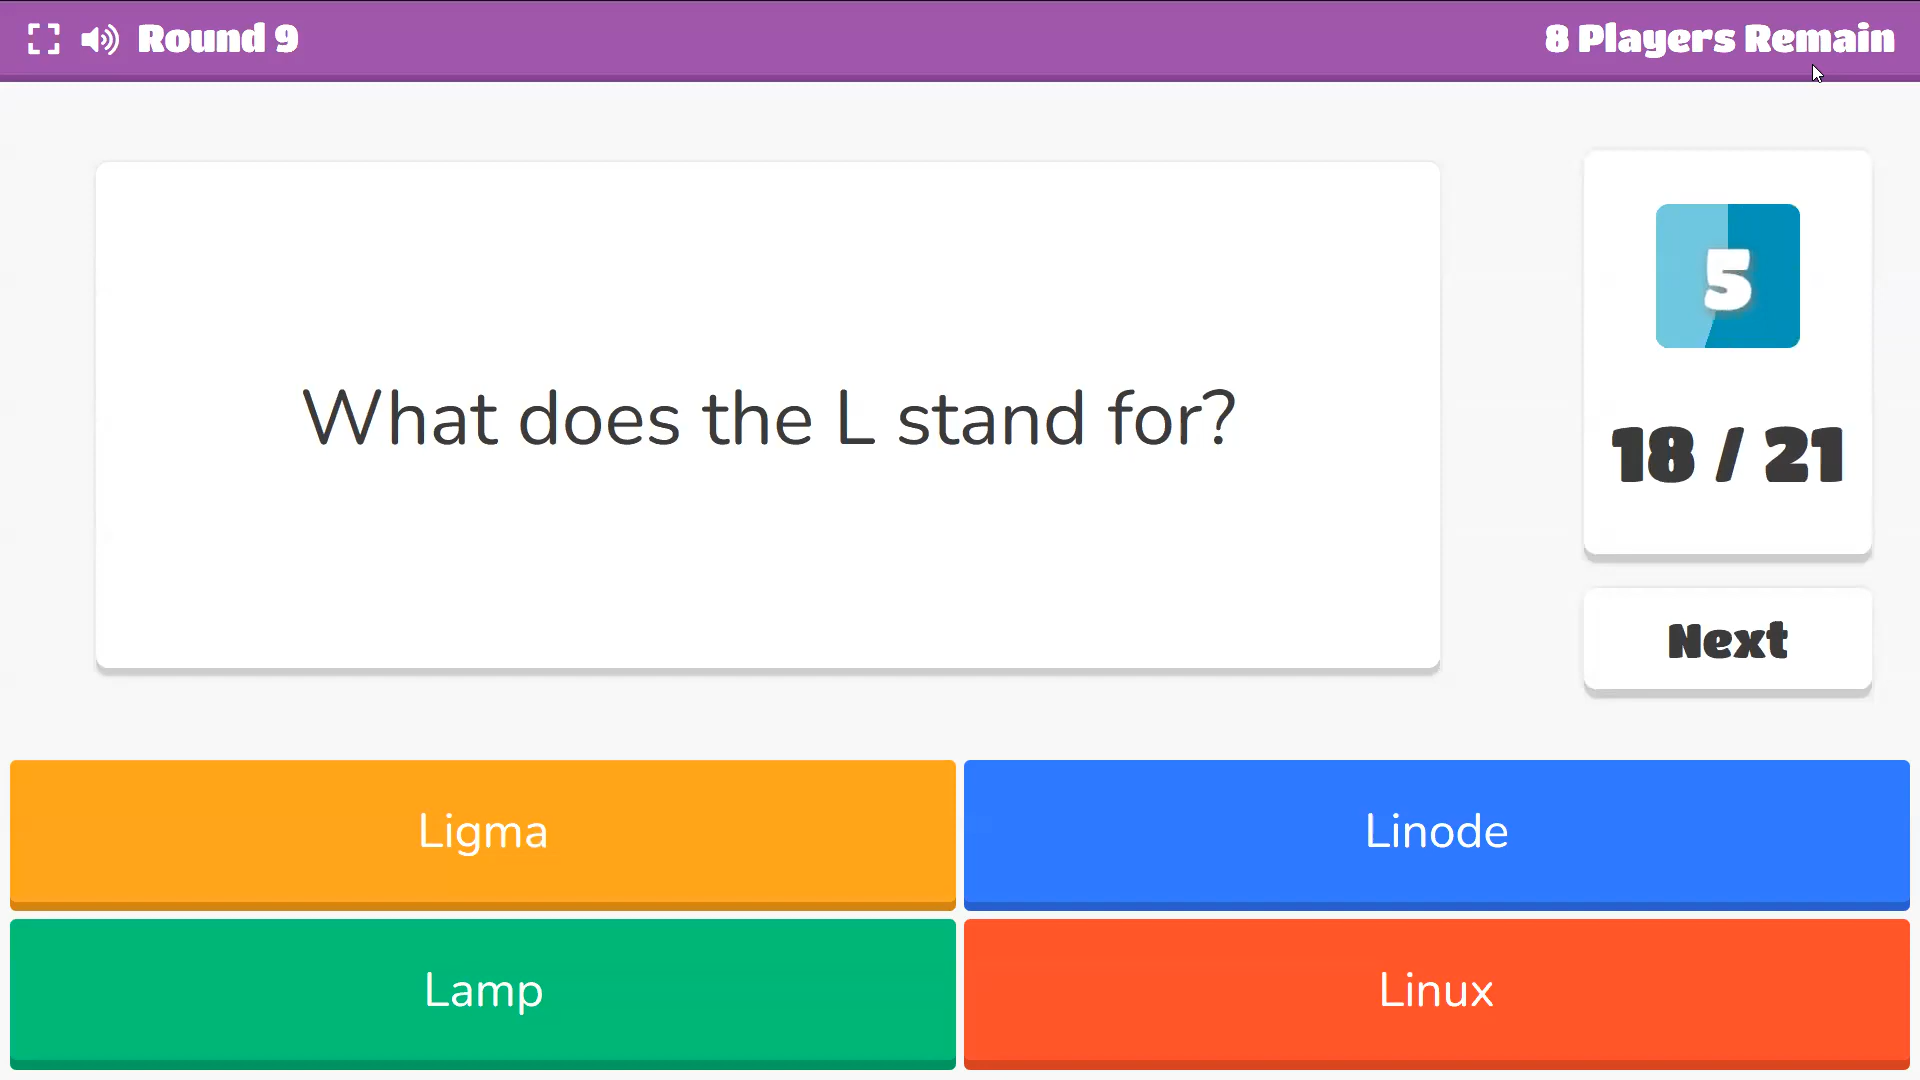 Round 9
8 Players Remain
What does the L stand for?
5
18 / 21
Next
Ligma
Linode
Lamp
Linux